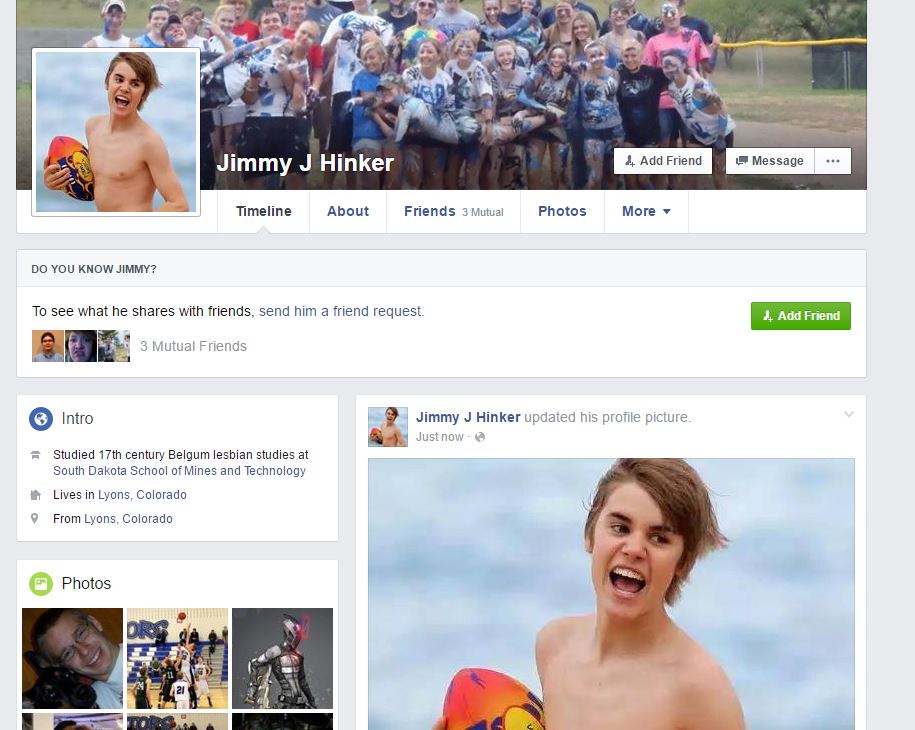 Jimmy J Hinker
Add Friend
Message
Timeline
About
Friends 3 Mutual
Photos
More
DO YOU KNOW JIMMY?
To see what he shares with friends, send him a friend request.
Add Friend
3 Mutual Friends
Intro
Studied 17th century Belgum lesbian studies at
South Dakota School of Mines and Technology
Lives in Lyons, Colorado
From Lyons, Colorado
Photos
Jimmy J Hinker updated his profile picture.
Just now ·